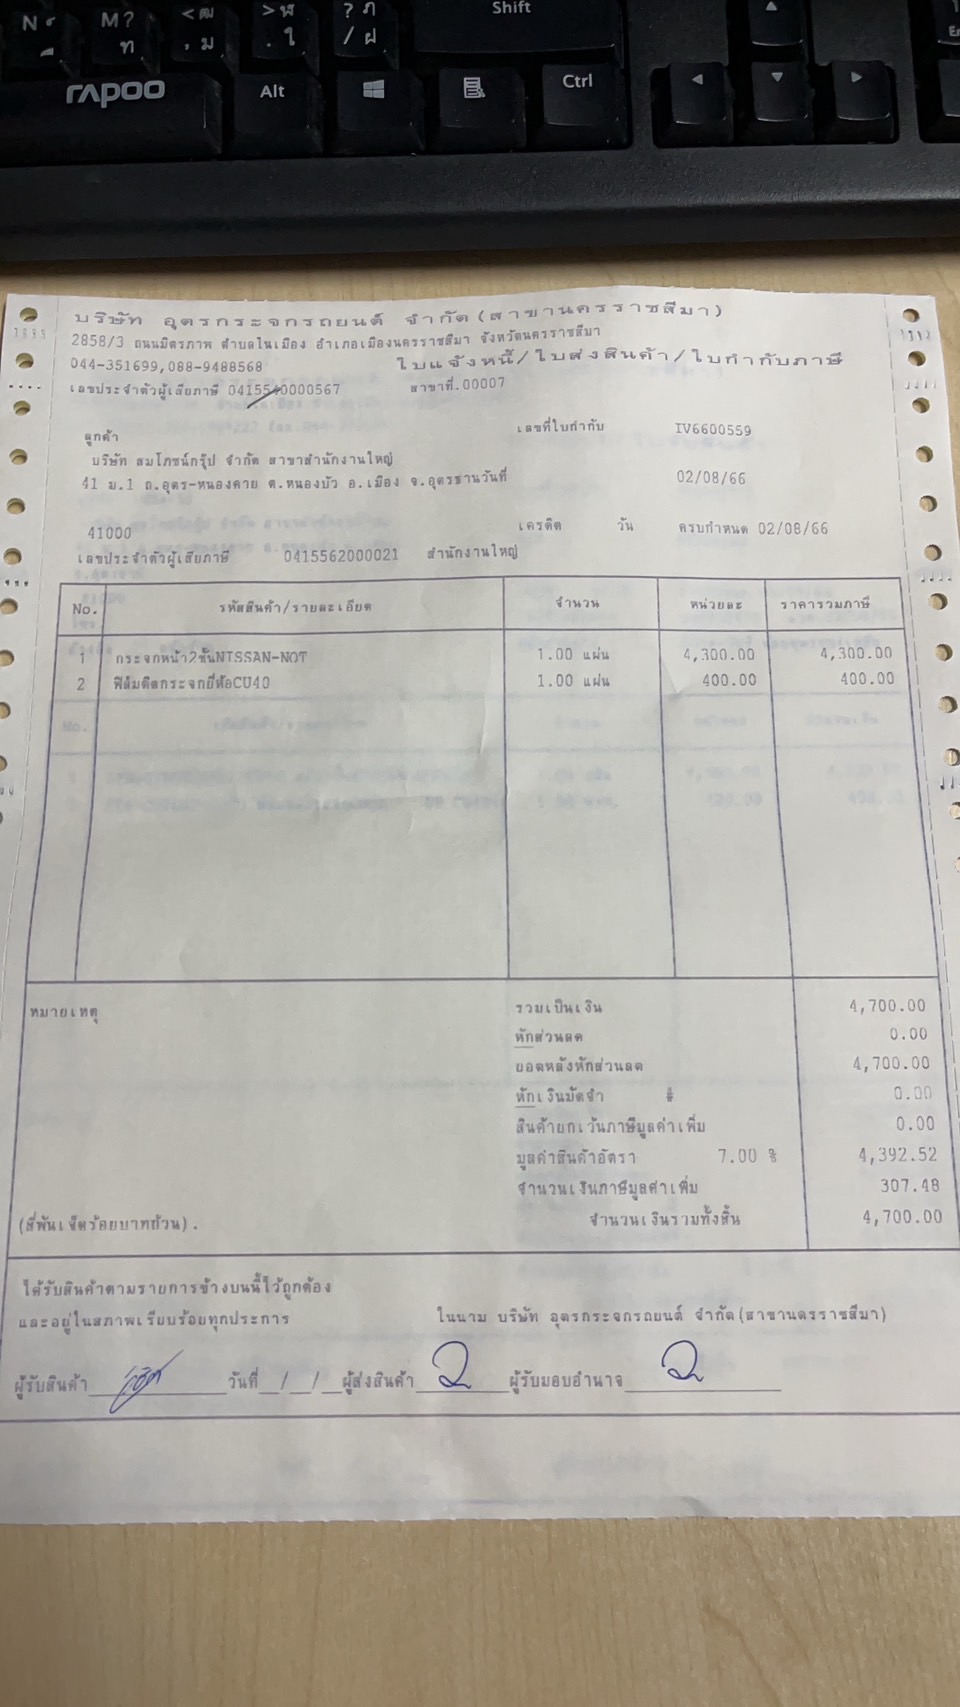 Shift
rapoo
Alt
Ctrl
บริษัท อุดรกระจกรถยนต์ จำกัด(สาขานครราชสีมา)
2858/3 ถนนมิตรภาพ ตำบลในเมือง อำเภอเมืองนครราชสีมา จังหวัดนครราชสีมา
044-351699,088-9488568 ใบแจ้งหนี้/ใบส่งสินค้า/ใบกำกับภาษี
เลขประจำตัวผู้เสียภาษี 0415540000567 สาขาที่.00007
ลูกค้า เลขที่ใบกำกับ IV6600559
บริษัท สมโภชน์กรุ๊ป จำกัด สาขาสำนักงานใหญ่
41 ม.1 ถ.อุดร-หนองคาย ต.หนองบัว อ.เมือง จ.อุดรธานวันที่ 02/08/66
41000 เครดิต วัน ครบกำหนด 02/08/66
เลขประจำตัวผู้เสียภาษี 0415562000021 สำนักงานใหญ่
No. รหัสสินค้า/รายละเอียด จำนวน หน่วยละ ราคารวมภาษี
1 กระจกหน้า2ชั้นNISSAN-NOT 1.00 แผ่น 4,300.00 4,300.00
2 ฟิล์มติดกระจกยี่ห้อCU40 1.00 แผ่น 400.00 400.00
หมายเหตุ รวมเป็นเงิน 4,700.00
หักส่วนลด 0.00
ยอดหลังหักส่วนลด 4,700.00
หักเงินมัดจำ # 0.00
สินค้ายกเว้นภาษีมูลค่าเพิ่ม 0.00
มูลค่าสินค้าอัตรา 7.00 % 4,392.52
จำนวนเงินภาษีมูลค่าเพิ่ม 307.48
(สี่พันเจ็ดร้อยบาทถ้วน). จำนวนเงินรวมทั้งสิ้น 4,700.00
ได้รับสินค้าตามรายการข้างบนนี้ไว้ถูกต้อง
และอยู่ในสภาพเรียบร้อยทุกประการ ในนาม บริษัท อุดรกระจกรถยนต์ จำกัด(สาขานครราชสีมา)
ผู้รับสินค้า วันที่ / / ผู้ส่งสินค้า ผู้รับมอบอำนาจ